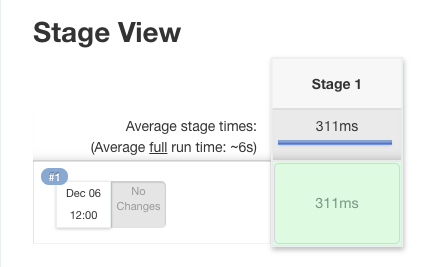 Stage View
Stage 1
Average stage times:
311ms
(Average full run time: ~6s)
#1
Dec 06
12:00
No
Changes
311ms